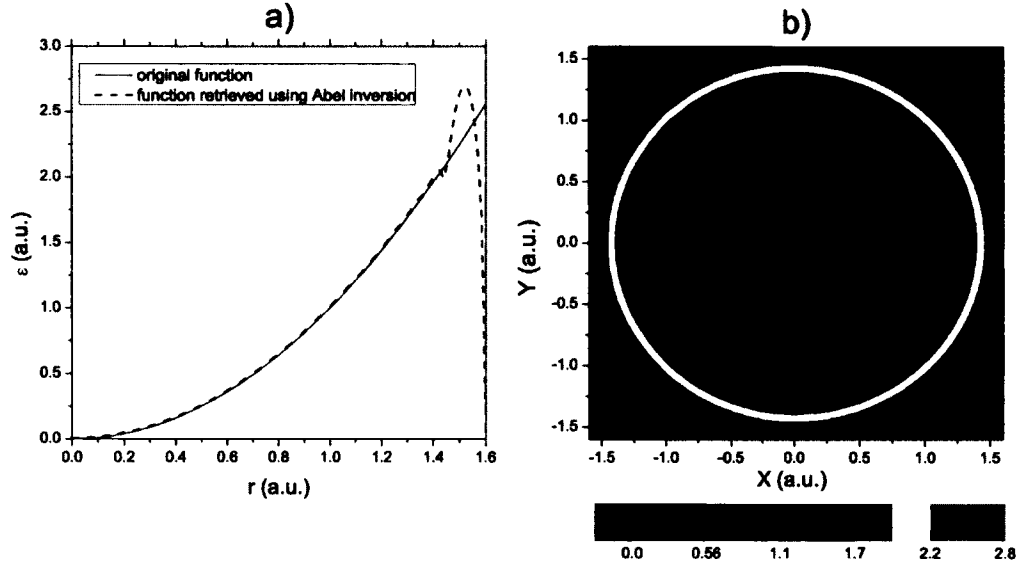 a)
3.0
2.5
2.0
1.5
1.0
0.5
0.0
ε (a.u.)
original function
function retrieved using Abel inversion
0.0 0.2 0.4 0.6 0.8 1.0 1.2 1.4 1.6
r (a.u.)
b)
1.5
1.0
0.5
0.0
-0.5
-1.0
-1.5
Y (a.u.)
-1.5 -1.0 -0.5 0.0 0.5 1.0 1.5
X (a.u.)
0.0 0.56 1.1 1.7 2.2 2.8